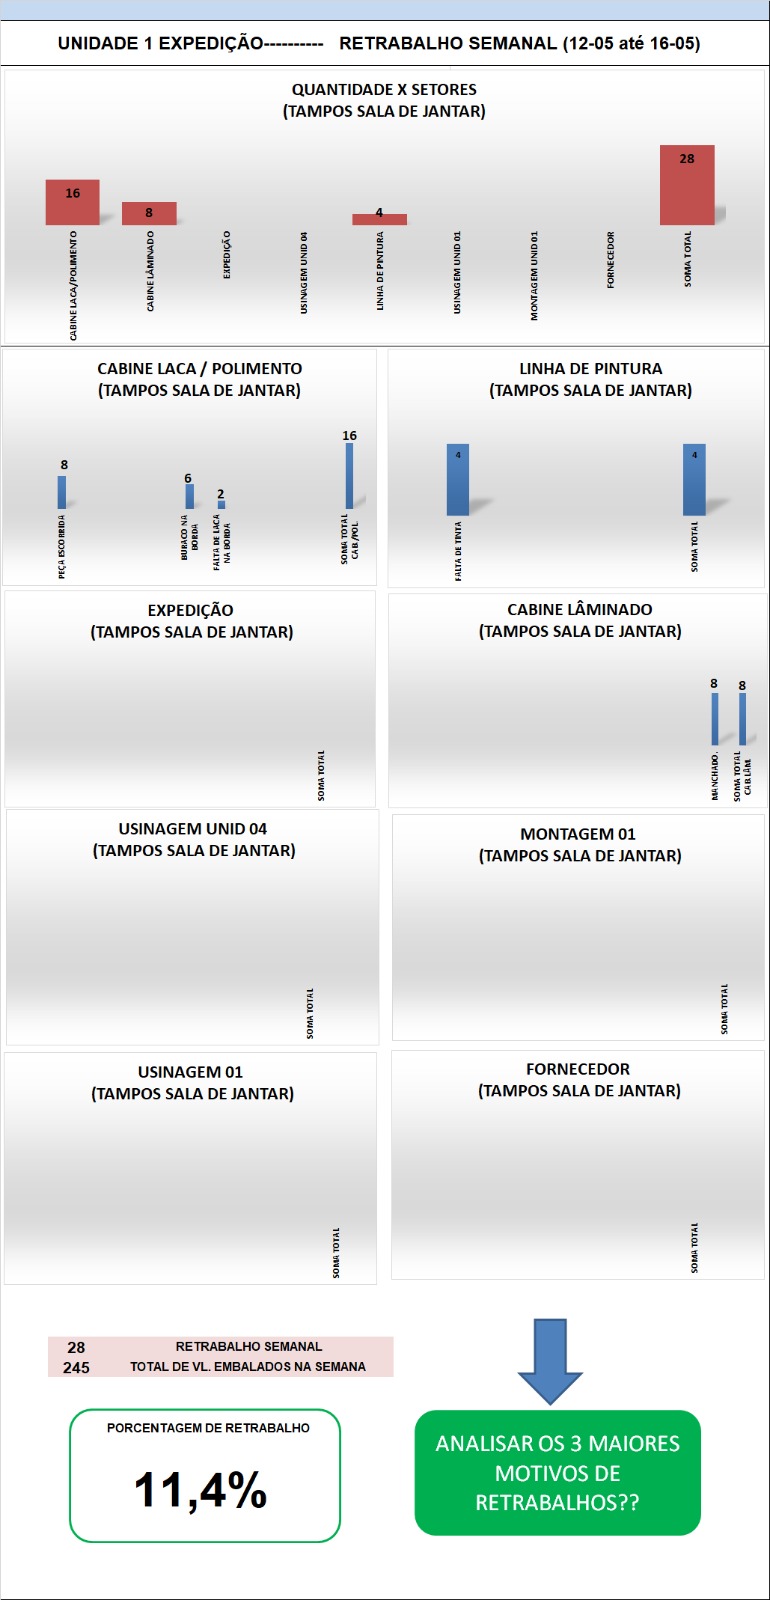 UNIDADE 1 EXPEDIÇÃO---------- RETRABALHO SEMANAL (12-05 até 16-05)
QUANTIDADE X SETORES
(TAMPOS SALA DE JANTAR)
16
8
4
28
CABINE LACA/POLIMENTO
CABINE LÂMINADO
EXPEDIÇÃO
USINAGEM UNID 04
LINHA DE PINTURA
USINAGEM UNID 01
MONTAGEM UNID 01
FORNECEDOR
SOMA TOTAL
CABINE LACA / POLIMENTO
(TAMPOS SALA DE JANTAR)
8
6
2
16
PEÇA ESCORRIDA
BURACO NA
BORDA
FALTA DE LACA
NA BORDA
SOMA TOTAL
CAB./POL.
LINHA DE PINTURA
(TAMPOS SALA DE JANTAR)
4
4
FALTA DE TINTA
SOMA TOTAL
EXPEDIÇÃO
(TAMPOS SALA DE JANTAR)
SOMA TOTAL
CABINE LÂMINADO
(TAMPOS SALA DE JANTAR)
8
8
MANCHADO.
SOMA TOTAL
CAB.LÂM.
USINAGEM UNID 04
(TAMPOS SALA DE JANTAR)
SOMA TOTAL
MONTAGEM 01
(TAMPOS SALA DE JANTAR)
SOMA TOTAL
USINAGEM 01
(TAMPOS SALA DE JANTAR)
SOMA TOTAL
FORNECEDOR
(TAMPOS SALA DE JANTAR)
SOMA TOTAL
28 RETRABALHO SEMANAL
245 TOTAL DE VL. EMBALADOS NA SEMANA
PORCENTAGEM DE RETRABALHO
11,4%
ANALISAR OS 3 MAIORES
MOTIVOS DE
RETRABALHOS??